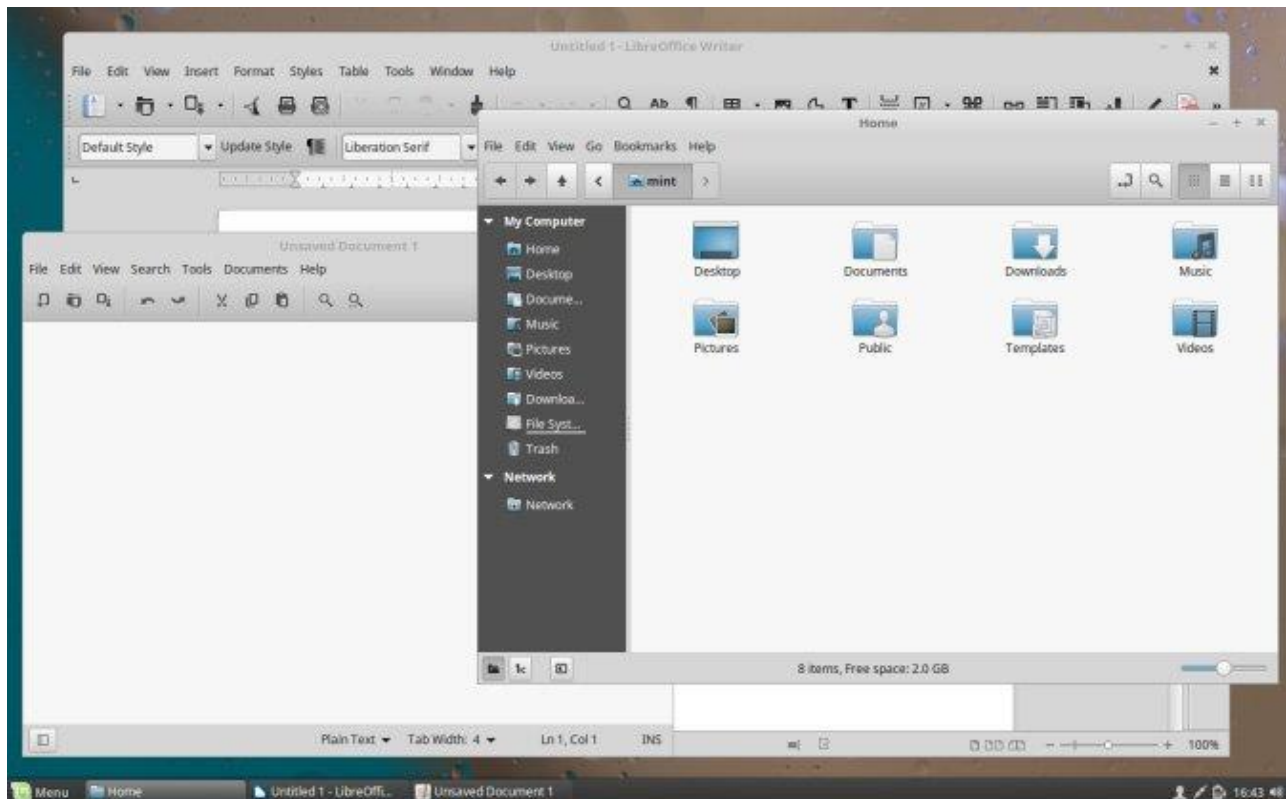 Untitled 1 - LibreOffice Writer
File Edit View Insert Format Styles Table Tools Window Help
Default Style Update Style Liberation Serif
Home
File Edit View Go Bookmarks Help
mint
My Computer
Home
Desktop
Docume...
Music
Pictures
Videos
Downloa...
File Syst...
Trash
Network
Network
Desktop Documents Downloads Music
Pictures Public Templates Videos
8 items, Free space: 2.0 GB
Unsaved Document 1
File Edit View Search Tools Documents Help
Plain Text Tab Width: 4 Ln 1, Col 1 INS
100%
Menu Home Untitled 1 - LibreOffi... Unsaved Document 1 16:43